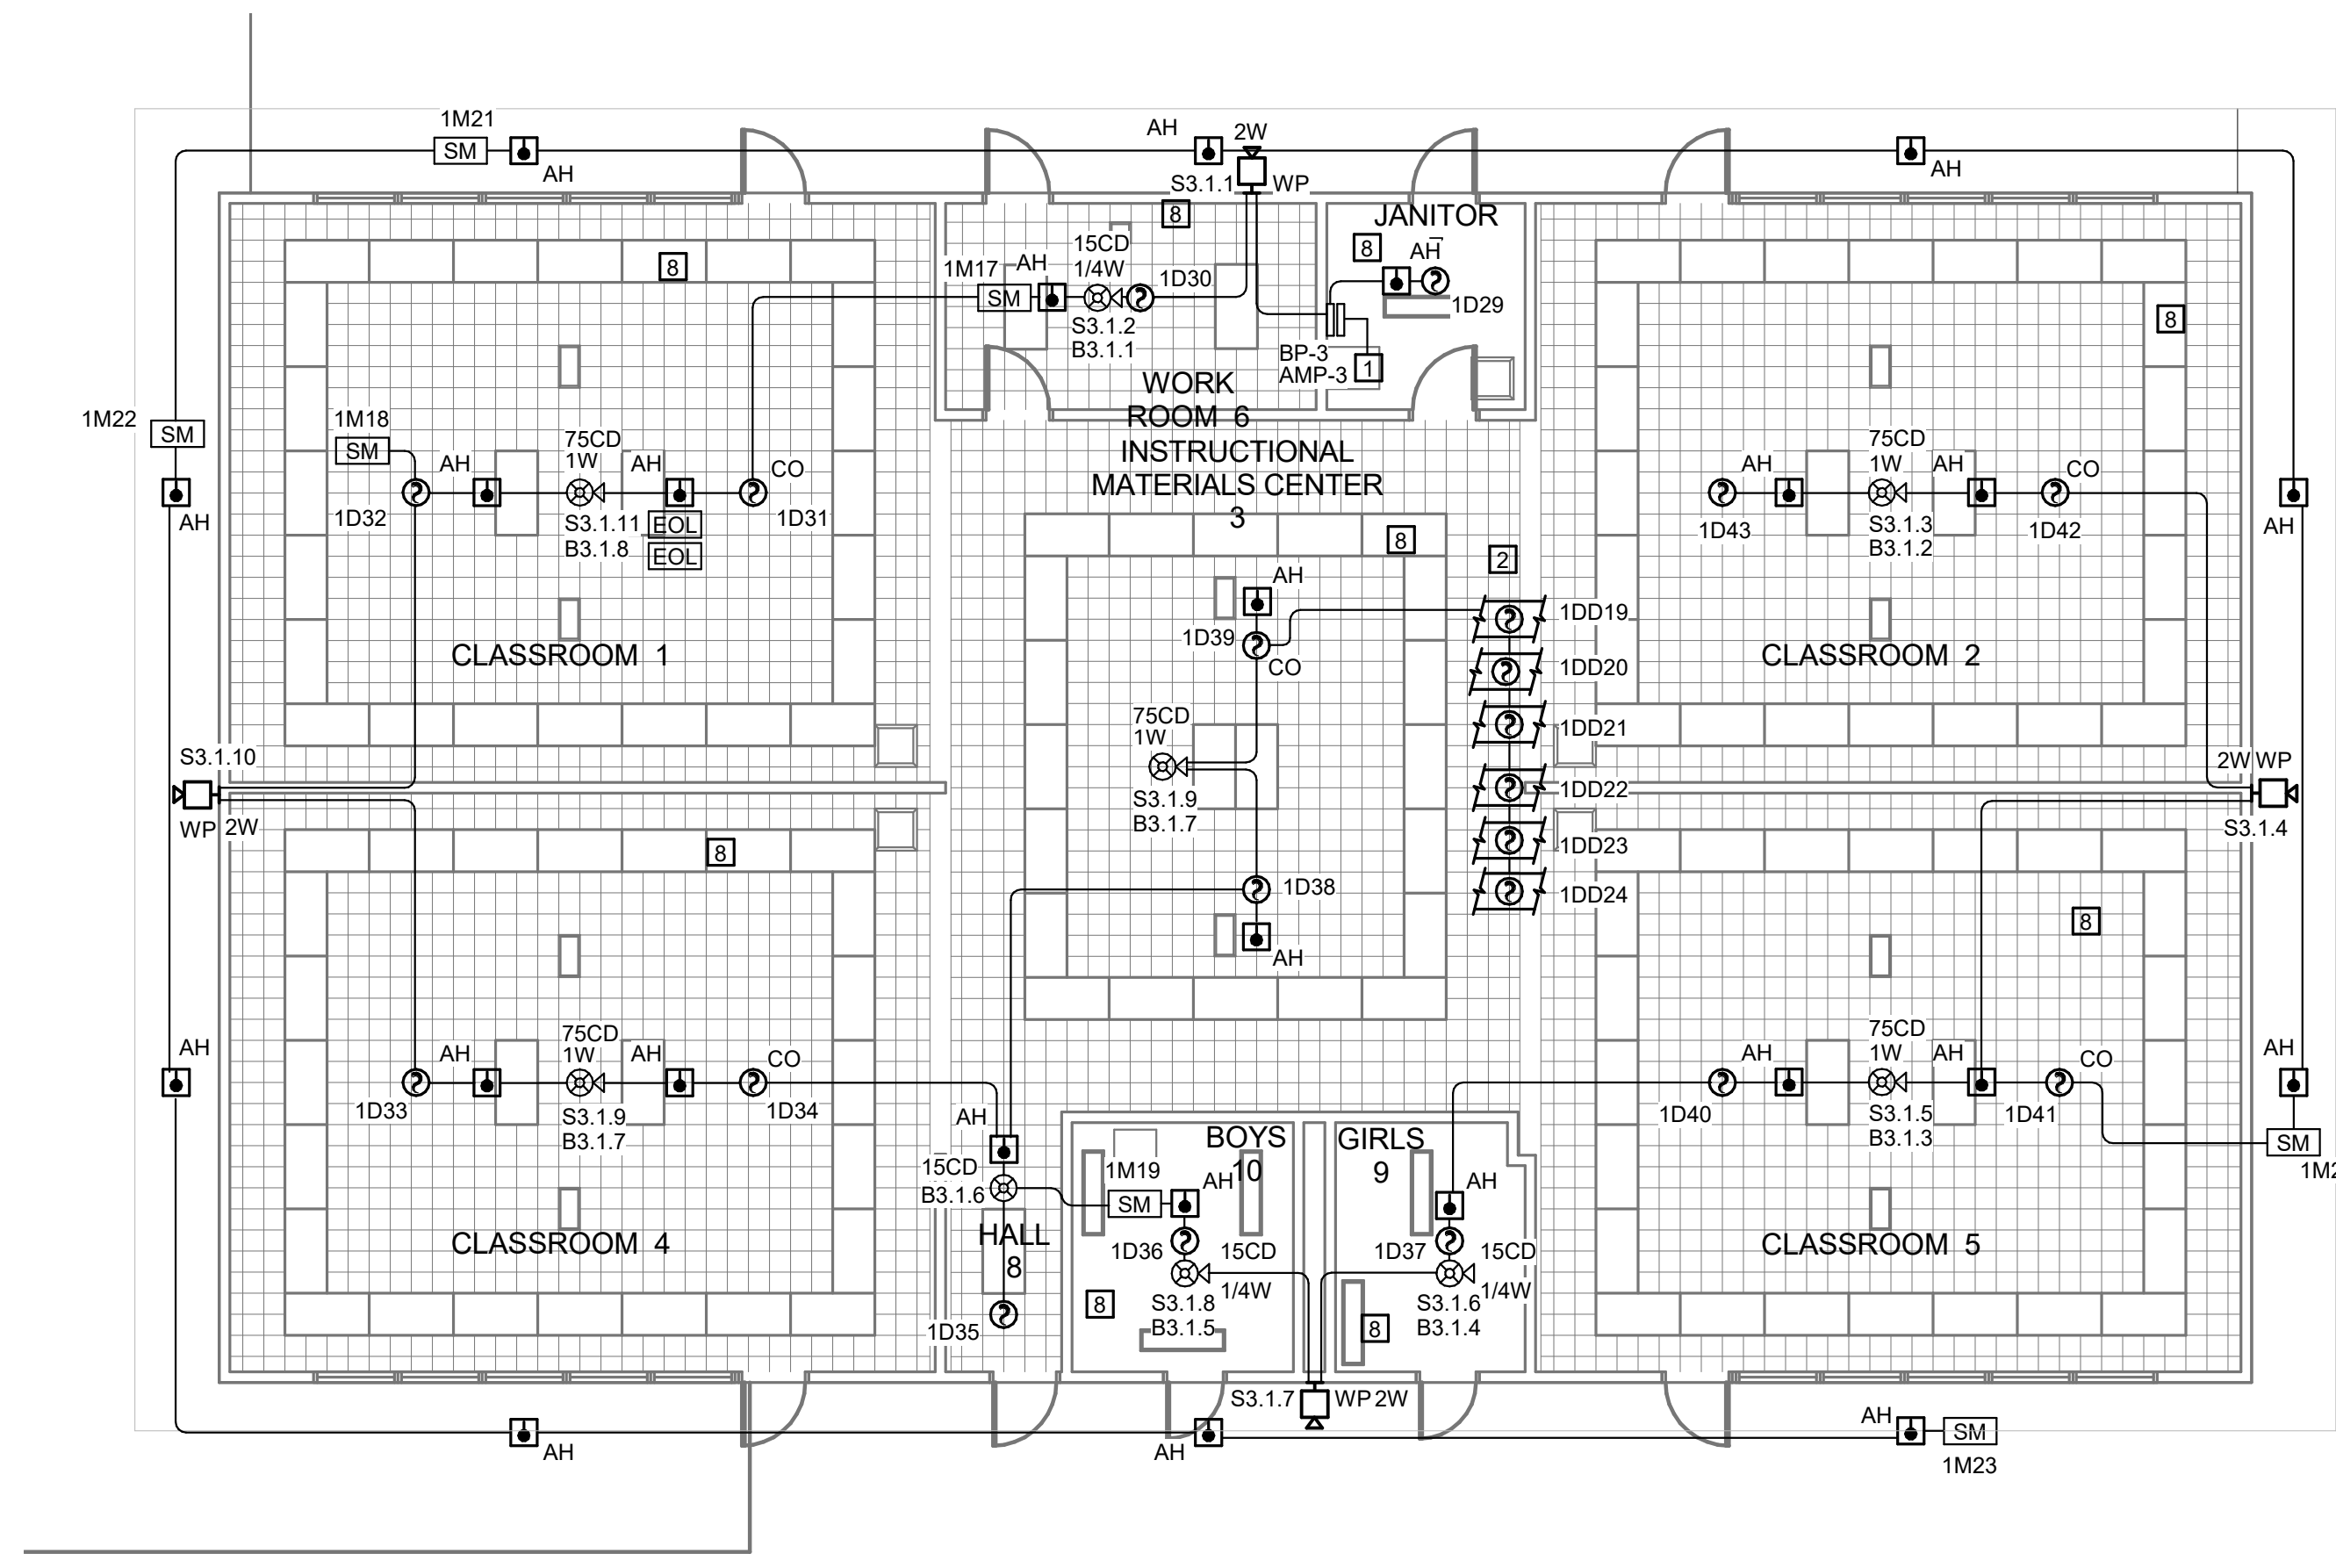 1M21
SM
AH
AH
2W
S3.1.1
WP
AH
8
JANITOR
8
AH
1D29
15CD
1/4W
1D30
1M17
AH
SM
S3.1.2
B3.1.1
BP-3
AMP-3
1
WORK
ROOM 6
8
8
1M22
SM
AH
1M18
SM
AH
75CD
1W
AH
CO
1D32
S3.1.11
B3.1.8
EOL
EOL
1D31
CLASSROOM 1
INSTRUCTIONAL
MATERIALS CENTER
3
8
2
AH
1D39
CO
75CD
1W
S3.1.9
B3.1.7
1D38
AH
1DD19
1DD20
1DD21
1DD22
1DD23
1DD24
75CD
AH
1W
AH
CO
1D43
S3.1.3
B3.1.2
1D42
AH
CLASSROOM 2
S3.1.10
WP
2W
2W WP
S3.1.4
8
8
AH
AH
75CD
1W
AH
CO
1D33
S3.1.9
B3.1.7
1D34
CLASSROOM 4
AH
15CD
B3.1.6
HALL
8
1D35
BOYS
10
1M19
SM
AH
1D36
15CD
1/4W
8
S3.1.8
B3.1.5
GIRLS
9
AH
1D37
15CD
1/4W
S3.1.6
B3.1.4
8
75CD
AH
1W
AH
CO
1D40
S3.1.5
B3.1.3
1D41
AH
SM
CLASSROOM 5
S3.1.7
WP 2W
AH
AH
AH
SM
1M23